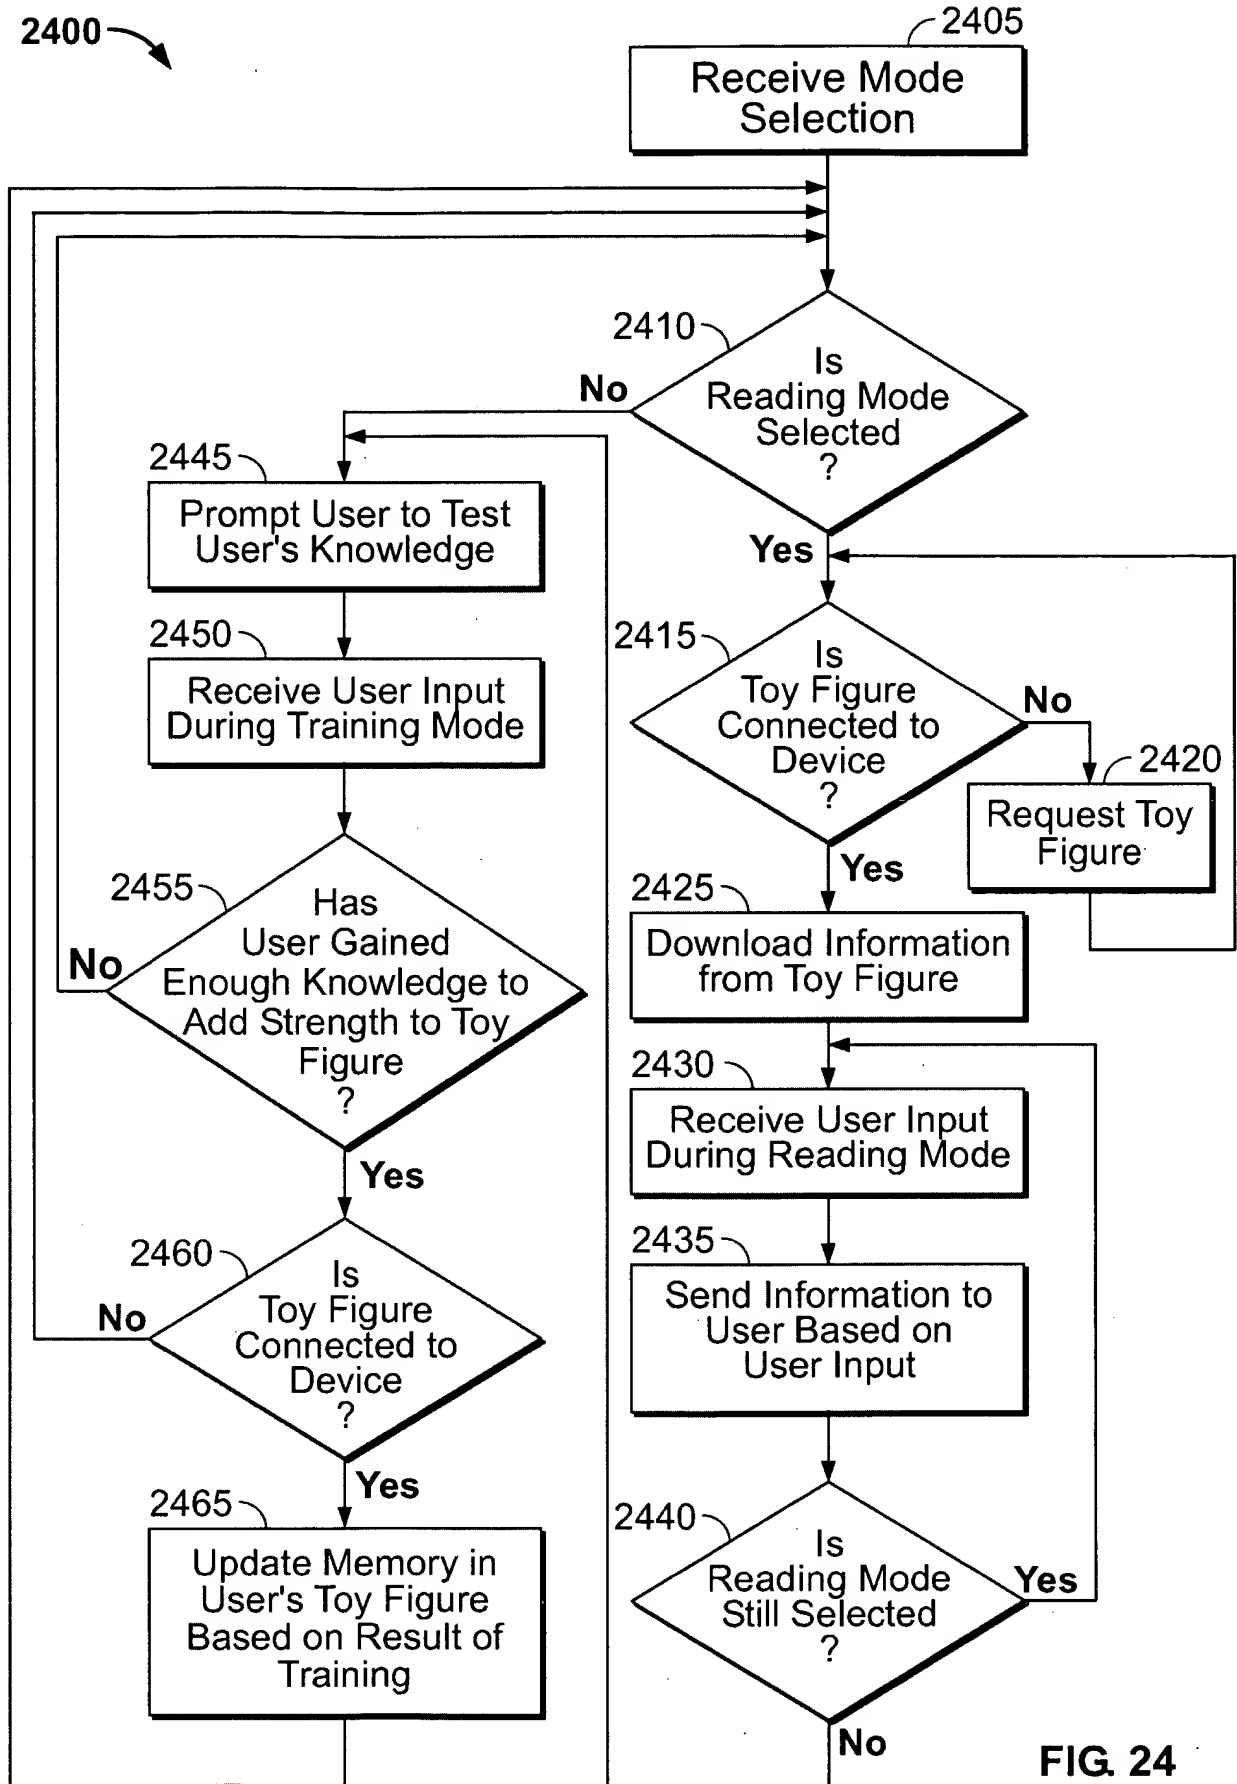 2400
2405
Receive Mode
Selection
2410
Is
Reading Mode
Selected
?
No
Yes
2445
Prompt User to Test
User's Knowledge
2450
Receive User Input
During Training Mode
2455
Has
User Gained
Enough Knowledge to
Add Strength to Toy
Figure
?
No
Yes
2460
Is
Toy Figure
Connected to
Device
?
No
Yes
2465
Update Memory in
User's Toy Figure
Based on Result of
Training
2415
Is
Toy Figure
Connected to
Device
?
No
Yes
2420
Request Toy
Figure
2425
Download Information
from Toy Figure
2430
Receive User Input
During Reading Mode
2435
Send Information to
User Based on
User Input
2440
Is
Reading Mode
Still Selected
?
Yes
No
FIG. 24